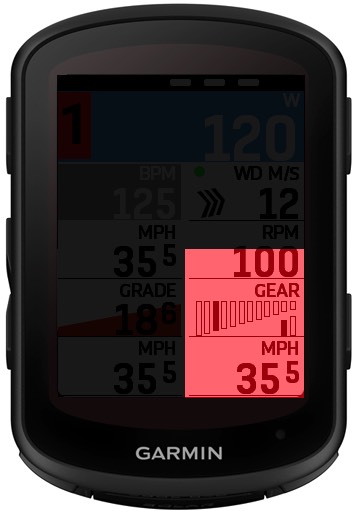 W
1 120
BPM WD M/S
125 12
MPH RPM
35 5 100
GRADE GEAR
18 6
MPH MPH
35 5 35 5
GARMIN